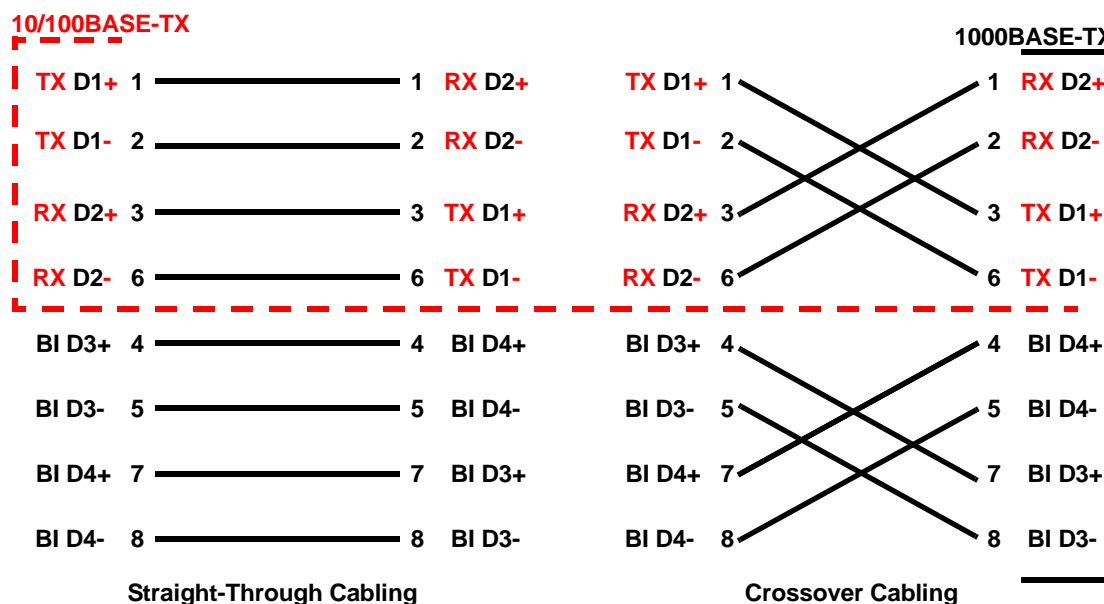 10/100BASE-TX
1000BASE-TX
TX D1+ 1 1 RX D2+ TX D1+ 1 1 RX D2+
TX D1- 2 2 RX D2- TX D1- 2 2 RX D2-
RX D2+ 3 3 TX D1+ RX D2+ 3 3 TX D1+
RX D2- 6 6 TX D1- RX D2- 6 6 TX D1-
BI D3+ 4 4 BI D4+ BI D3+ 4 4 BI D4+
BI D3- 5 5 BI D4- BI D3- 5 5 BI D4-
BI D4+ 7 7 BI D3+ BI D4+ 7 7 BI D3+
BI D4- 8 8 BI D3- BI D4- 8 8 BI D3-
Straight-Through Cabling Crossover Cabling